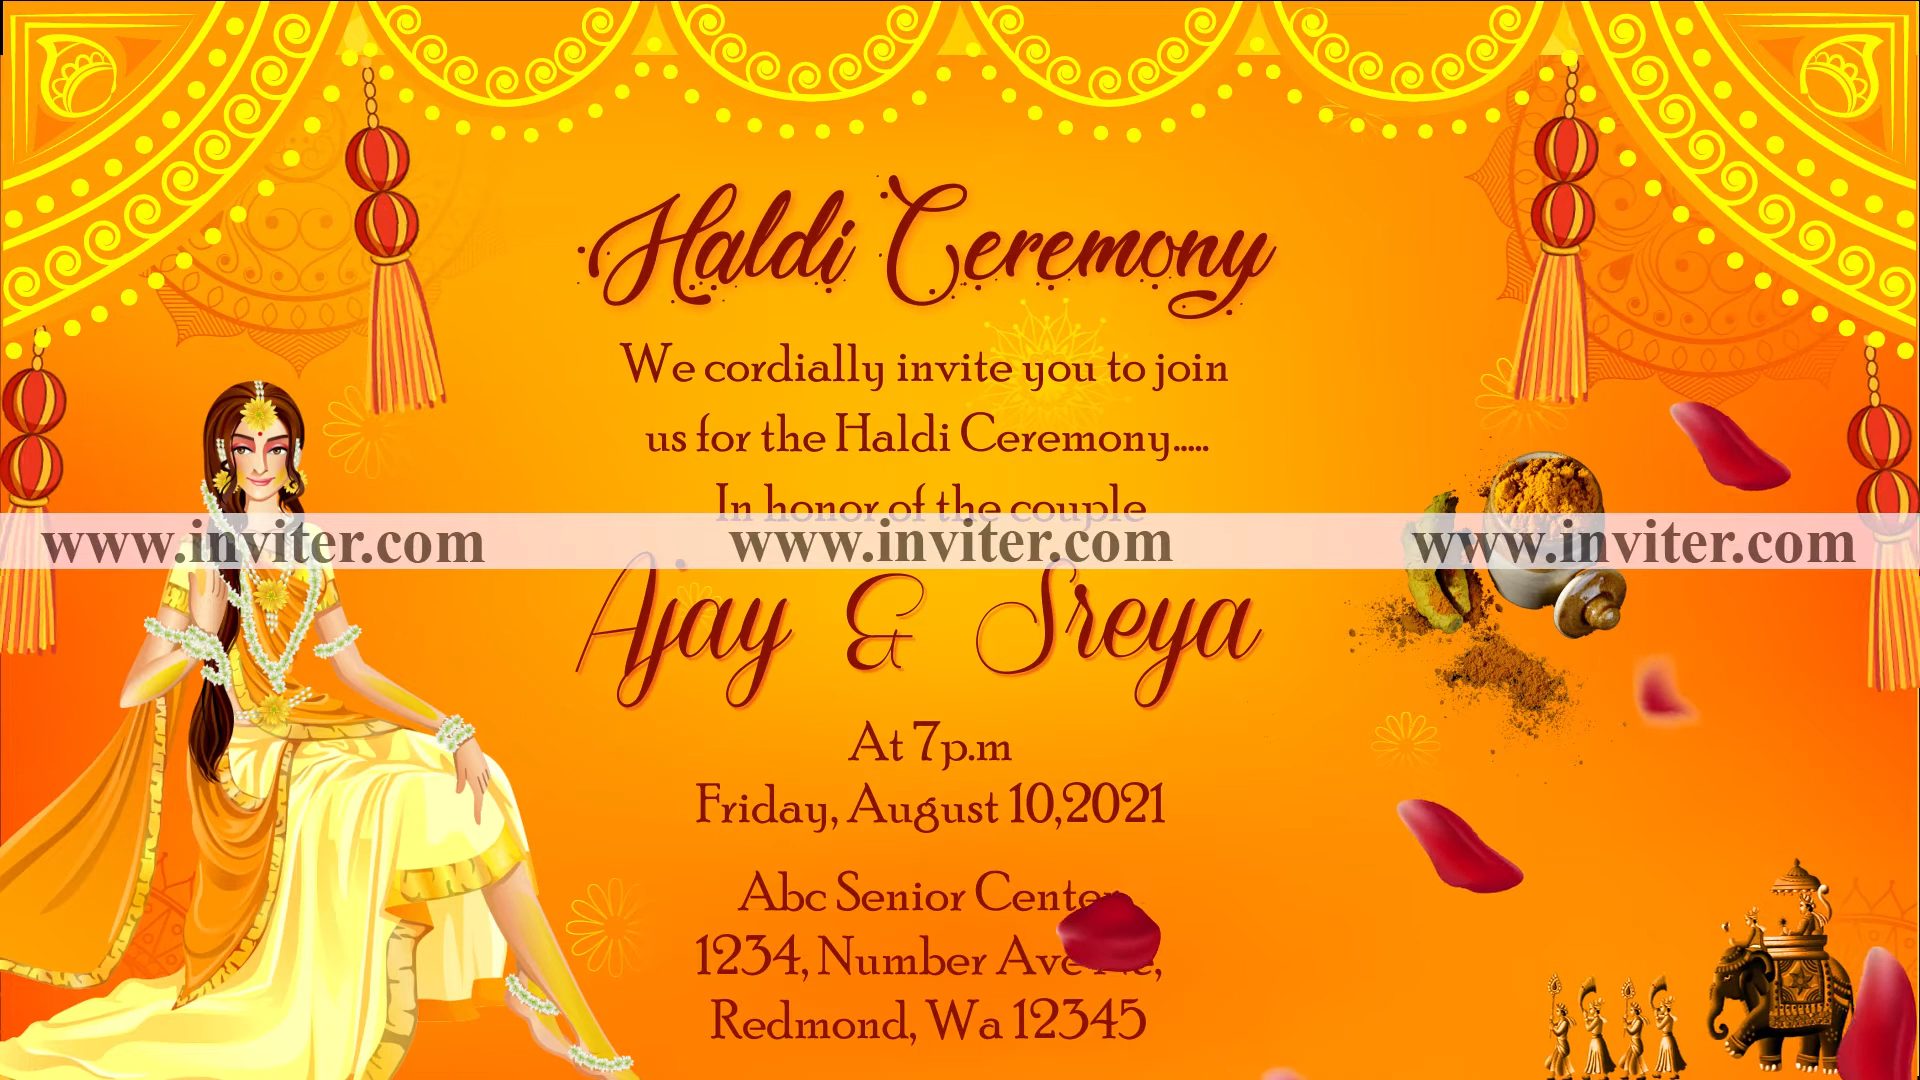 Haldi Ceremony
We cordially invite you to join
us for the Haldi Ceremony.....
In honor of the couple
www.inviter.com www.inviter.com www.inviter.com
Ajay & Sreya
At 7p.m
Friday, August 10,2021
Abc Senior Center
1234, Number Ave
Redmond, Wa 12345